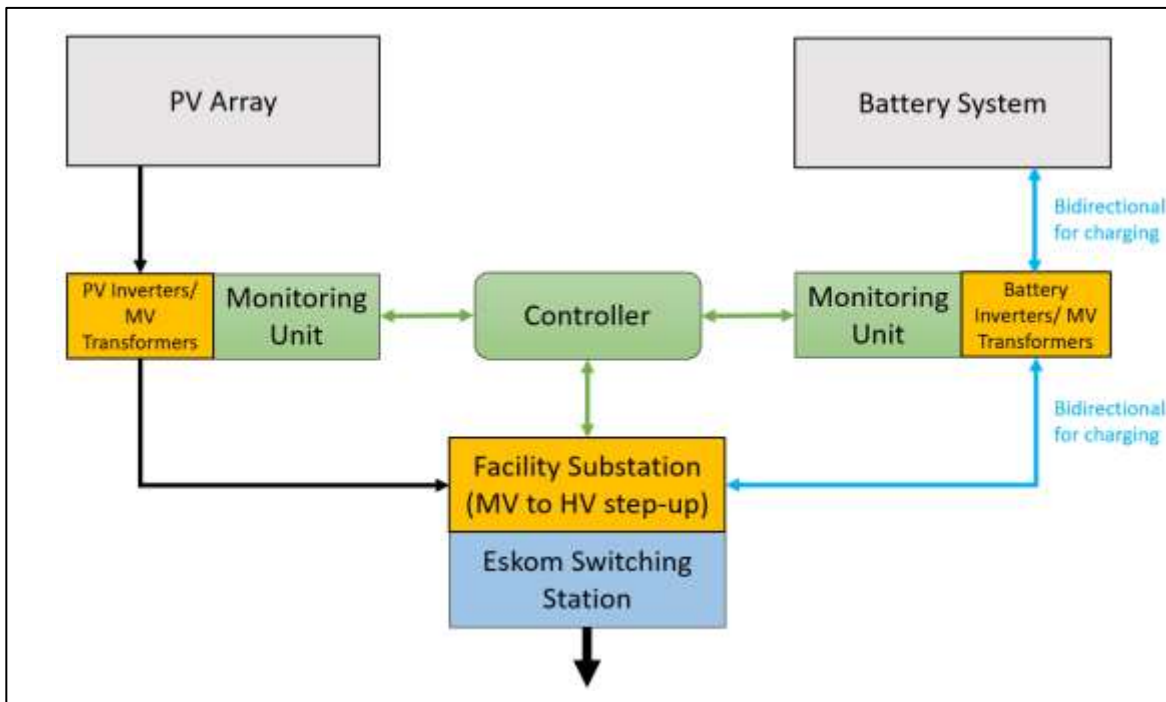 PV Array
Battery System
Bidirectional
for charging
PV Inverters/
MV
Transformers
Monitoring
Unit
Controller
Monitoring
Unit
Battery
Inverters/ MV
Transformers
Bidirectional
for charging
Facility Substation
(MV to HV step-up)
Eskom Switching
Station